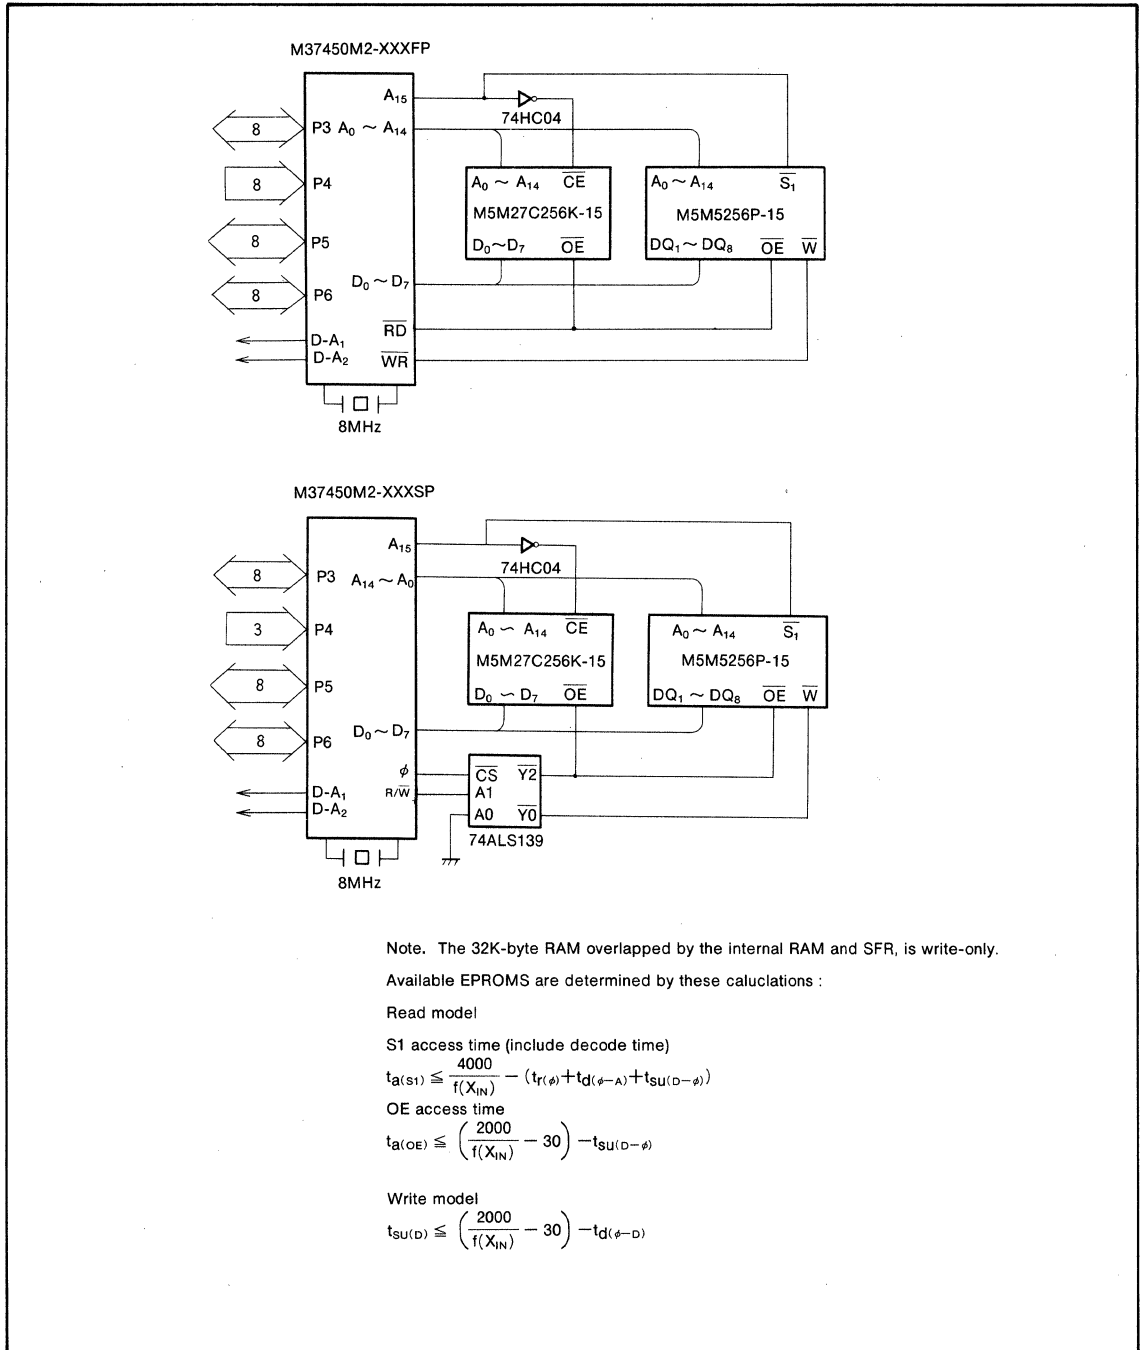 M37450M2-XXXFP
A15
74HC04
8
P3 A0 ~ A14
A0 ~ A14 CE
A0 ~ A14 S1
8
P4
M5M27C256K-15
M5M5256P-15
8
P5
D0~D7 OE
DQ1 ~ DQ8 OE W
8
P6
D0 ~ D7
RD
D-A1
D-A2
WR
8MHz
M37450M2-XXXSP
A15
74HC04
8
P3
A14 ~ A0
3
P4
A0 ~ A14 CE
A0 ~ A14 S1
M5M27C256K-15
M5M5256P-15
8
P5
D0 ~ D7 OE
DQ1 ~ DQ8 OE W
8
P6
D0 ~ D7
φ
CS Y2
D-A1
R/W
A1
D-A2
A0 Y0
74ALS139
8MHz
Note. The 32K-byte RAM overlapped by the internal RAM and SFR, is write-only.
Available EPROMS are determined by these caluclations :
Read model
S1 access time (include decode time)
ta(S1) ≦ 4000/f(XIN) − (tr(φ)+td(φ−A)+tsu(D−φ))
OE access time
ta(OE) ≦ (2000/f(XIN) − 30) −tsu(D−φ)
Write model
tsu(D) ≦ (2000/f(XIN) − 30) −td(φ−D)